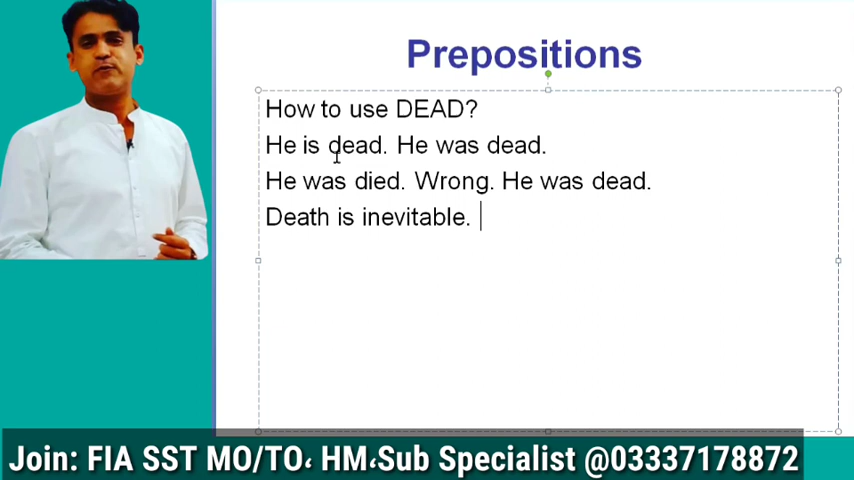 Prepositions
How to use DEAD?
He is dead. He was dead.
He was died. Wrong. He was dead.
Death is inevitable.
Join: FIA SST MO/TO، HM،Sub Specialist @03337178872